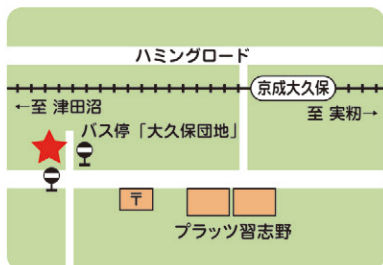 ハミングロード
京成大久保
←至 津田沼
至 実籾→
バス停「大久保団地」
〒
プラッツ習志野